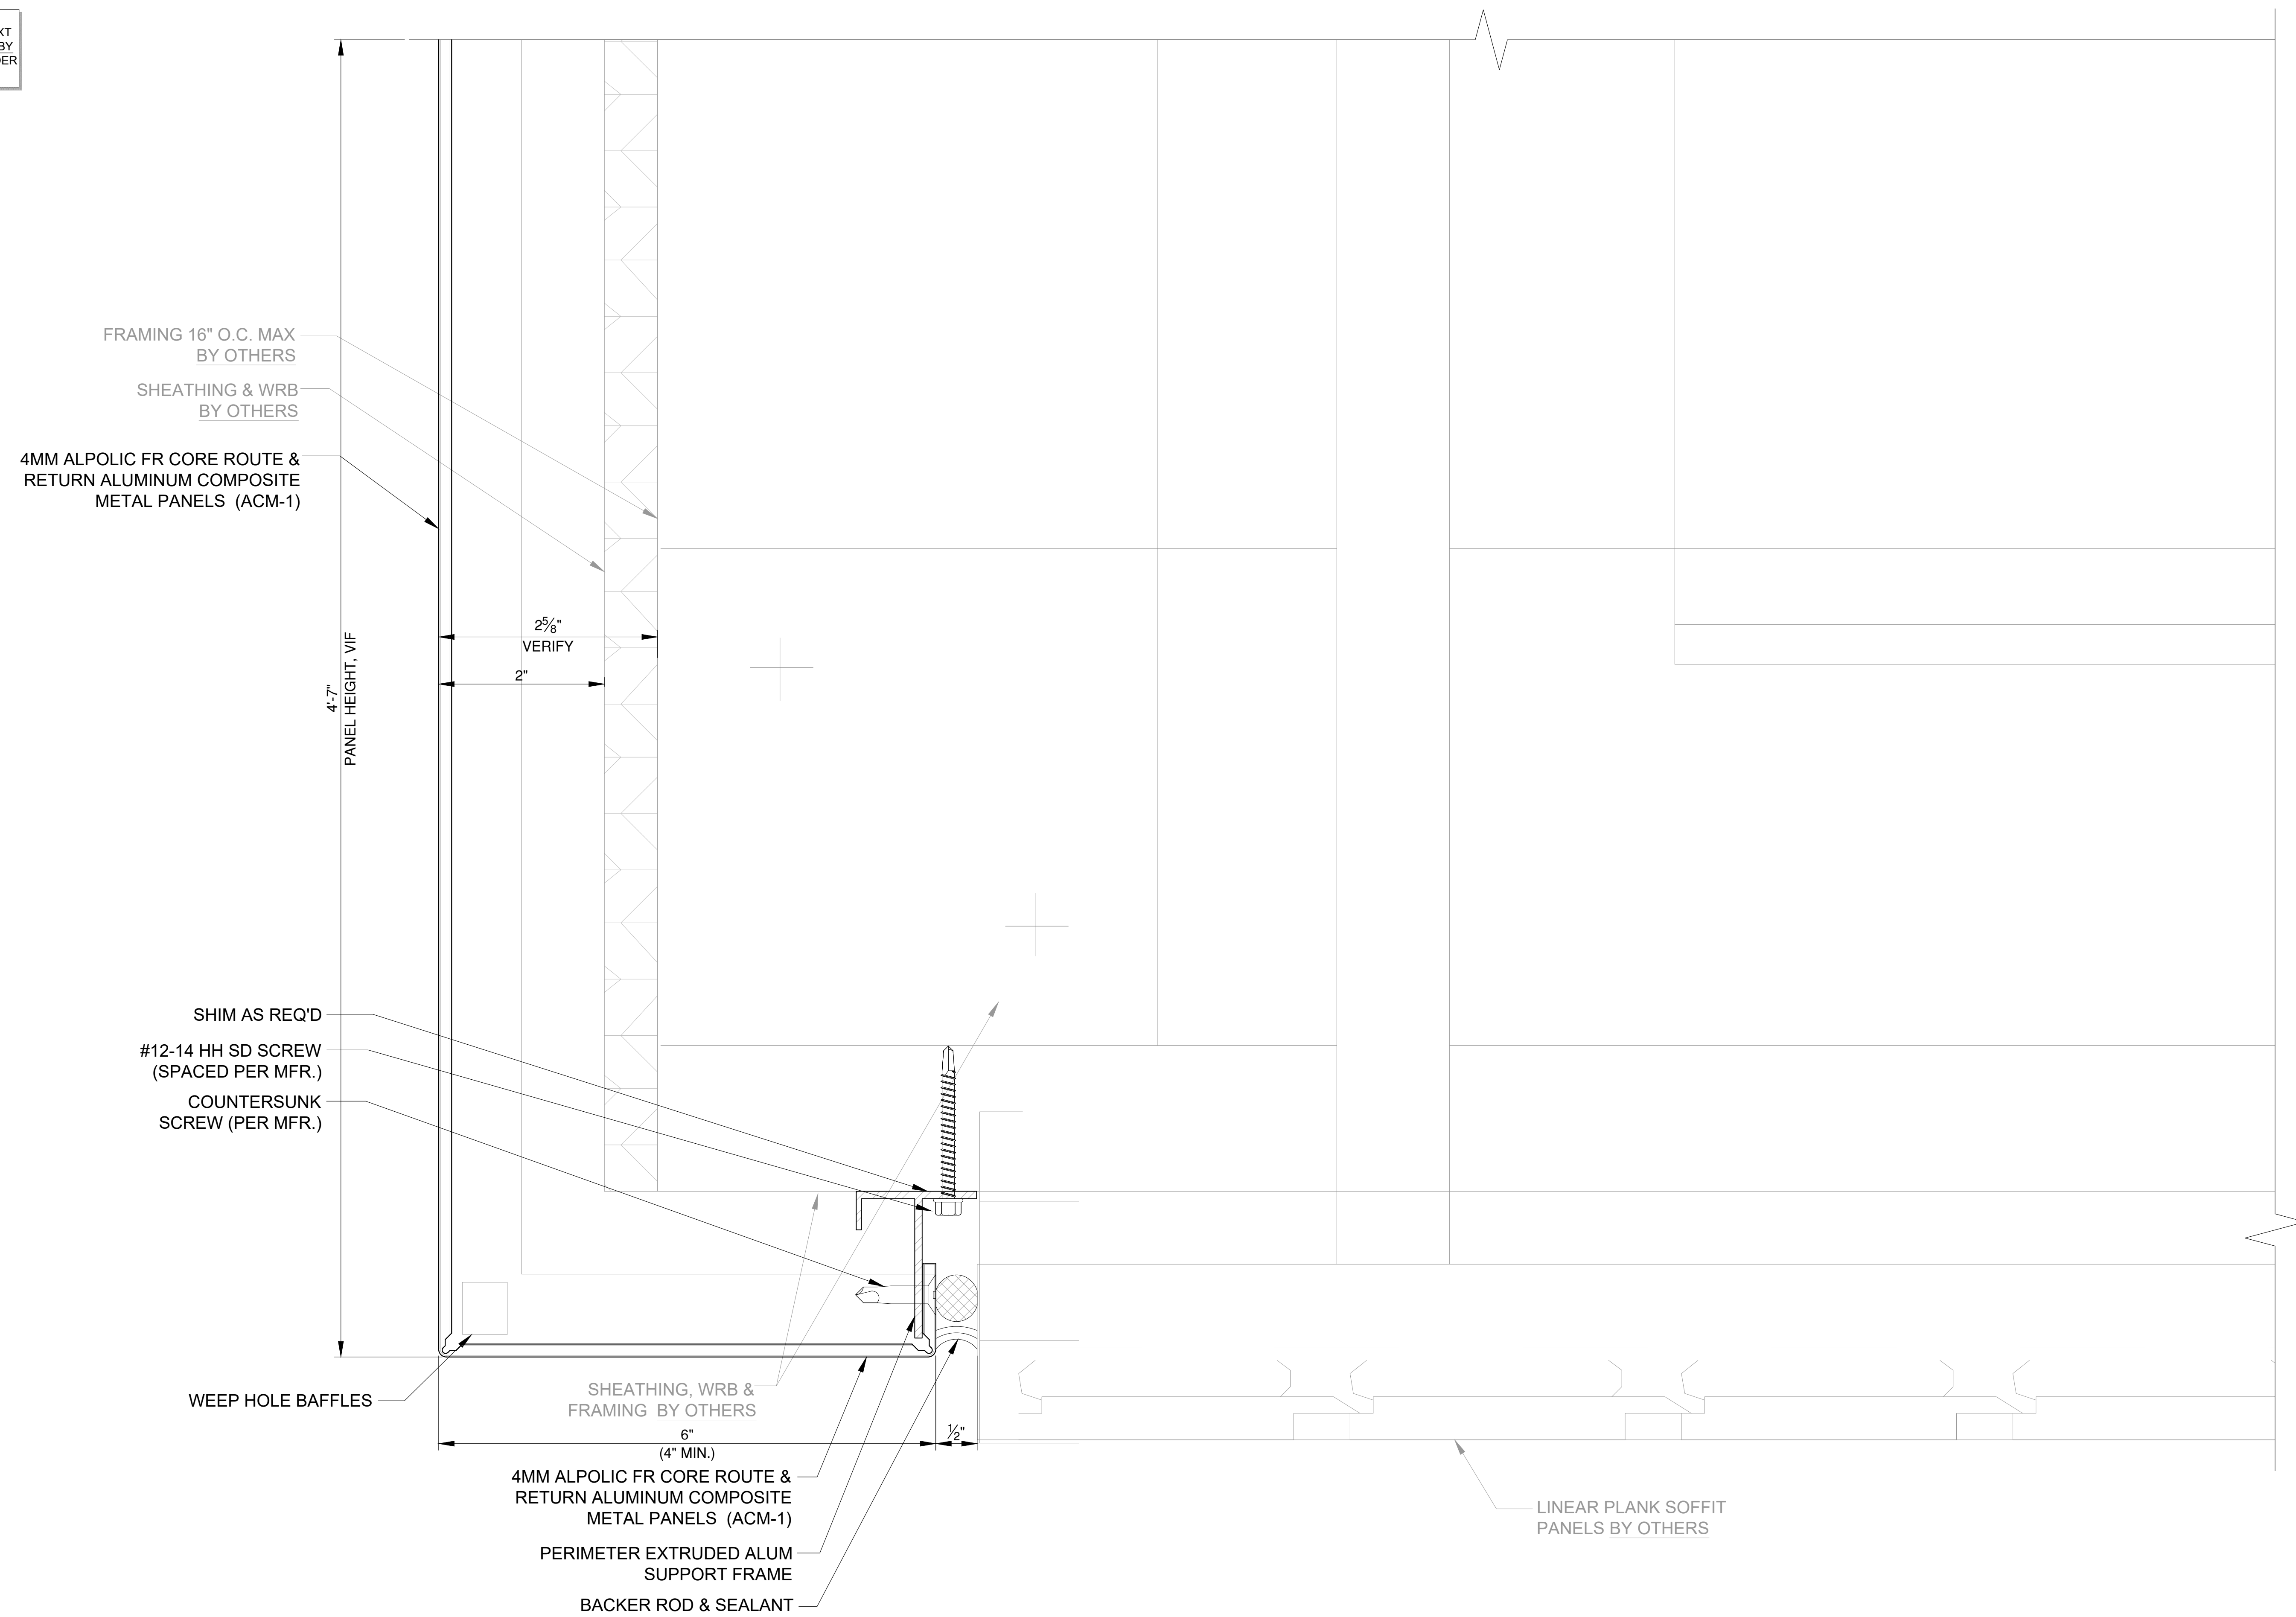 XT
BY
DER
FRAMING 16" O.C. MAX
BY OTHERS
SHEATHING & WRB
BY OTHERS
4MM ALPOLIC FR CORE ROUTE &
RETURN ALUMINUM COMPOSITE
METAL PANELS (ACM-1)
2⅝"
VERIFY
2"
4'-7"
PANEL HEIGHT, VIF
SHIM AS REQ'D
#12-14 HH SD SCREW
(SPACED PER MFR.)
COUNTERSUNK
SCREW (PER MFR.)
WEEP HOLE BAFFLES
SHEATHING, WRB &
FRAMING BY OTHERS
6"
(4" MIN.)
½"
4MM ALPOLIC FR CORE ROUTE &
RETURN ALUMINUM COMPOSITE
METAL PANELS (ACM-1)
PERIMETER EXTRUDED ALUM
SUPPORT FRAME
BACKER ROD & SEALANT
LINEAR PLANK SOFFIT
PANELS BY OTHERS